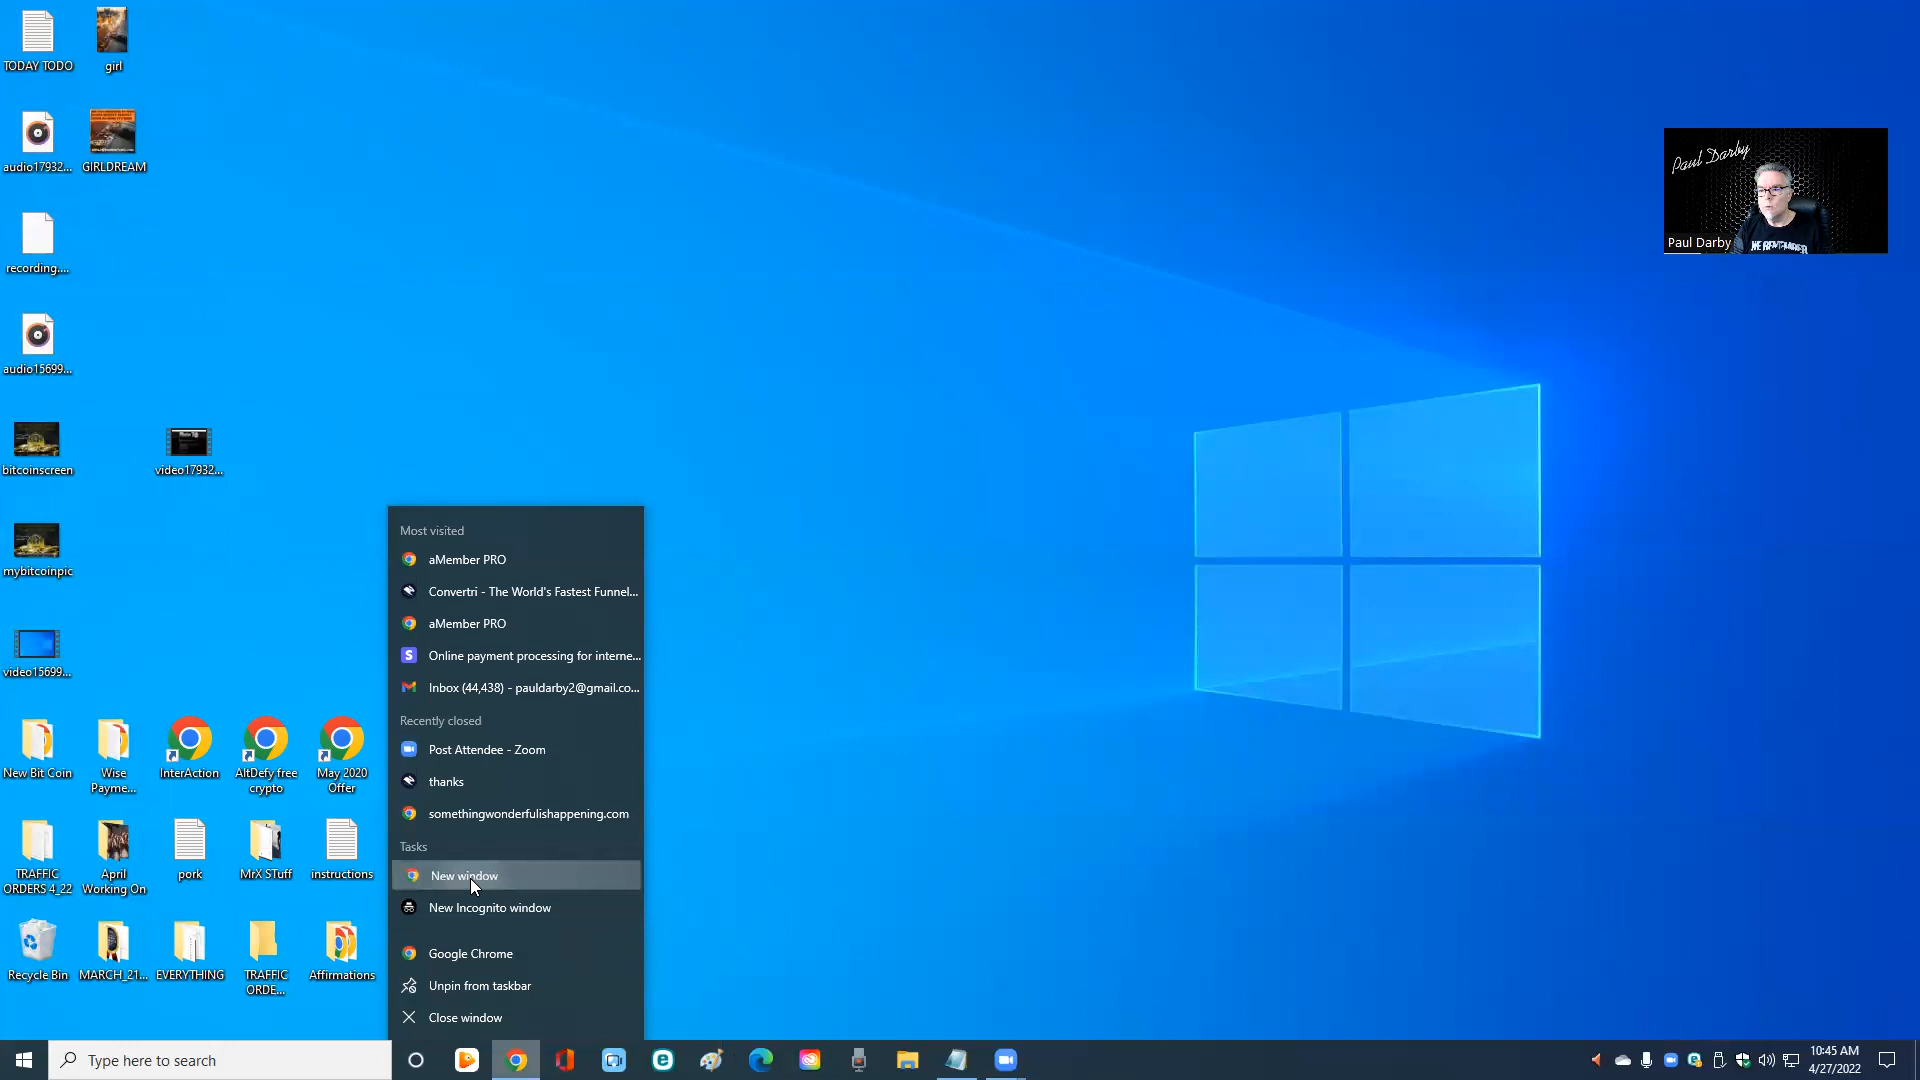 TODAY TODO
girl
audio17932...
GIRLDREAM
recording....
audio15699...
bitcoinscreen
video17932...
mybitcoinpic
video15699...
New Bit Coin
Wise
Payme...
InterAction
AltDefy free
crypto
May 2020
Offer
TRAFFIC
ORDERS 4_22
April
Working On
pork
MrX STuff
instructions
Recycle Bin
MARCH_21...
EVERYTHING
TRAFFIC
ORDE...
Affirmations
Most visited
aMember PRO
Convertri - The World's Fastest Funnel...
aMember PRO
S
Online payment processing for interne...
Inbox (44,438) - pauldarby2@gmail.co...
Recently closed
Post Attendee - Zoom
thanks
somethingwonderfulishappening.com
Tasks
New window
New Incognito window
Google Chrome
Unpin from taskbar
Close window
Paul Darby
Paul Darby
WE REMEMBER
Type here to search
10:45 AM
4/27/2022